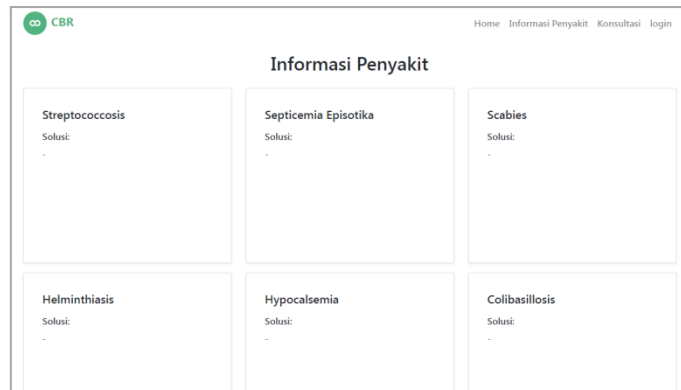 CBR
Home Informasi Penyakit Konsultasi login
Informasi Penyakit
Streptococcosis
Solusi:
-
Septicemia Episotika
Solusi:
-
Scabies
Solusi:
-
Helminthiasis
Solusi:
-
Hypocalsemia
Solusi:
-
Colibasillosis
Solusi:
-